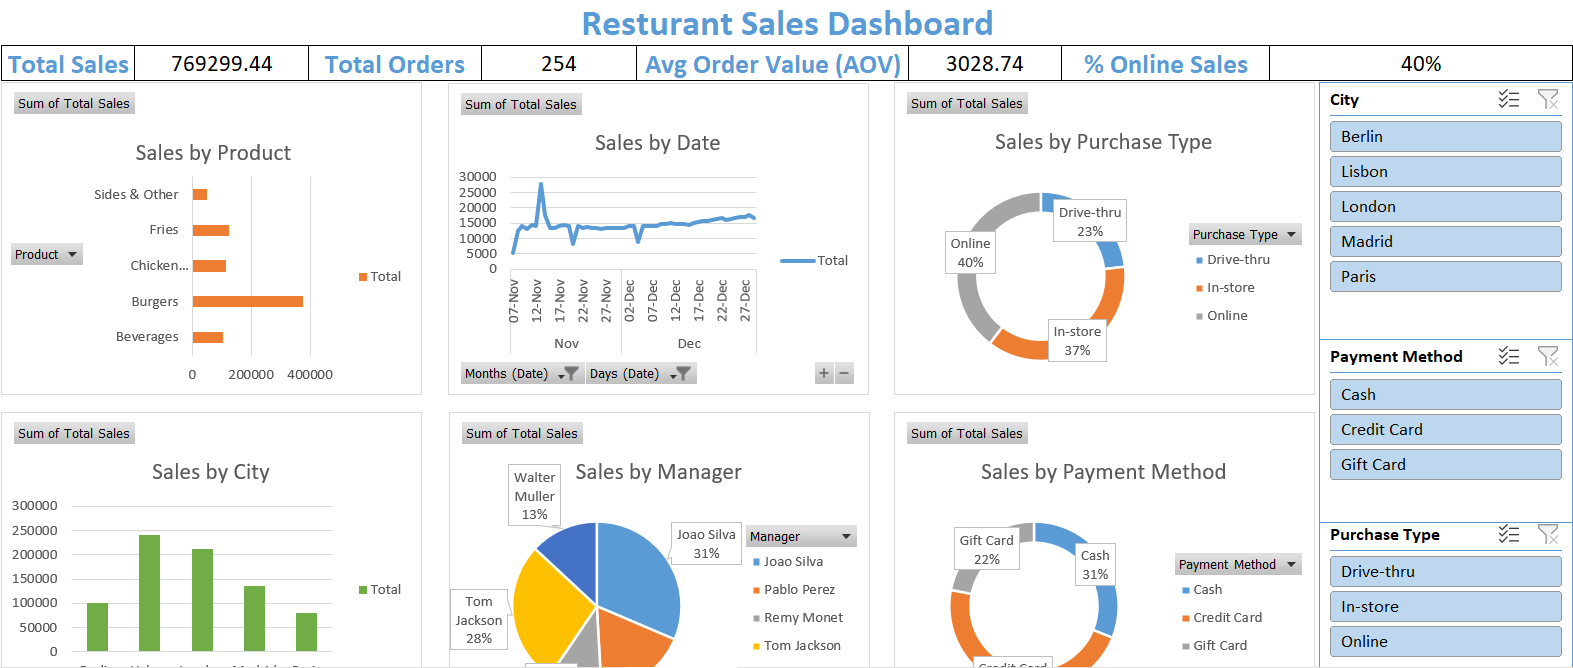 Resturant Sales Dashboard
Total Sales 769299.44 Total Orders 254 Avg Order Value (AOV) 3028.74 % Online Sales 40%
Sum of Total Sales
Sales by Product
Sides & Other
Fries
Chicken...
Burgers
Beverages
0 200000 400000
Product
Total
Sum of Total Sales
Sales by Date
30000
25000
20000
15000
10000
5000
0
07-Nov
12-Nov
17-Nov
22-Nov
27-Nov
02-Dec
07-Dec
12-Dec
17-Dec
22-Dec
27-Dec
Nov Dec
Total
Months (Date) Days (Date)
+ −
Sum of Total Sales
Sales by Purchase Type
Drive-thru
23%
Online
40%
In-store
37%
Purchase Type
Drive-thru
In-store
Online
City
Berlin
Lisbon
London
Madrid
Paris
Payment Method
Cash
Credit Card
Gift Card
Purchase Type
Drive-thru
In-store
Online
Sum of Total Sales
Sales by City
300000
250000
200000
150000
100000
50000
0
Total
Sum of Total Sales
Sales by Manager
Walter
Muller
13%
Joao Silva
31%
Tom
Jackson
28%
Manager
Joao Silva
Pablo Perez
Remy Monet
Tom Jackson
Sum of Total Sales
Sales by Payment Method
Gift Card
22%
Cash
31%
Credit Card
Payment Method
Cash
Credit Card
Gift Card